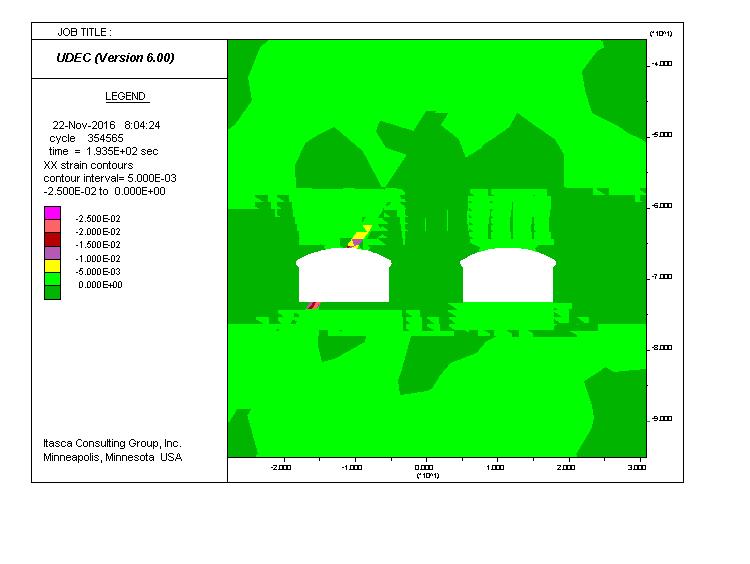 JOB TITLE :
UDEC (Version 6.00)
LEGEND
22-Nov-2016 8:04:24
cycle 354565
time = 1.935E+02 sec
XX strain contours
contour interval= 5.000E-03
-2.500E-02 to 0.000E+00
-2.500E-02
-2.000E-02
-1.500E-02
-1.000E-02
-5.000E-03
0.000E+00
Itasca Consulting Group, Inc.
Minneapolis, Minnesota USA
(*10^1)
-4.000
-5.000
-6.000
-7.000
-8.000
-9.000
-2.000 -1.000 0.000 1.000 2.000 3.000
(*10^1)